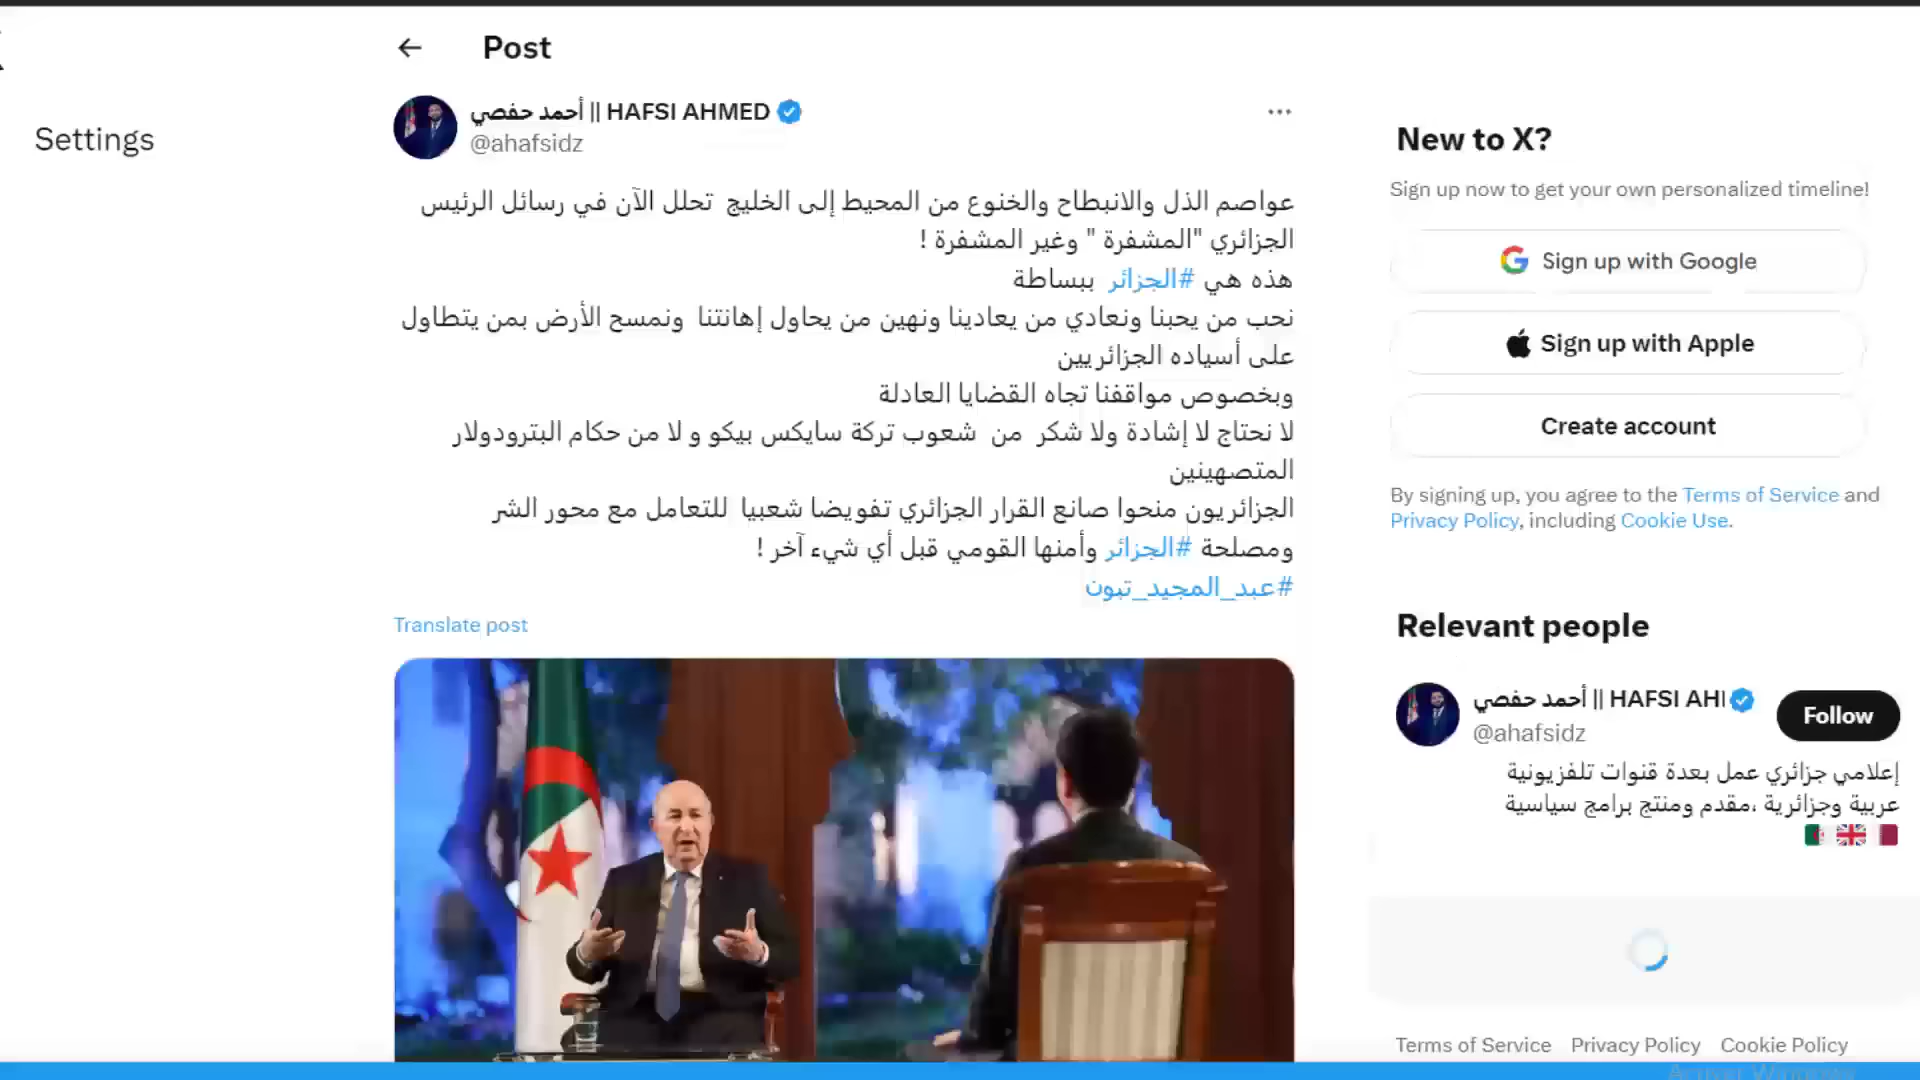 Settings
Post
أحمد حفصي || HAFSI AHMED
@ahafsidz
عواصم الذل والانبطاح والخنوع من المحيط إلى الخليج تحلل الآن في رسائل الرئيس
الجزائري "المشفرة " وغير المشفرة !
هذه هي #الجزائر ببساطة
نحب من يحبنا ونعادي من يعادينا ونهين من يحاول إهانتنا ونمسح الأرض بمن يتطاول
على أسياده الجزائريين
وبخصوص مواقفنا تجاه القضايا العادلة
لا نحتاج لا إشادة ولا شكر من شعوب تركة سايكس بيكو و لا من حكام البترودولار
المتصهينين
الجزائريون منحوا صانع القرار الجزائري تفويضا شعبيا للتعامل مع محور الشر
ومصلحة #الجزائر وأمنها القومي قبل أي شيء آخر !
#عبد_المجيد_تبون
Translate post
New to X?
Sign up now to get your own personalized timeline!
Sign up with Google
Sign up with Apple
Create account
By signing up, you agree to the Terms of Service and
Privacy Policy, including Cookie Use.
Relevant people
أحمد حفصي || HAFSI AHI
@ahafsidz
Follow
إعلامي جزائري عمل بعدة قنوات تلفزيونية
عربية وجزائرية ،مقدم ومنتج برامج سياسية
Terms of Service Privacy Policy Cookie Policy